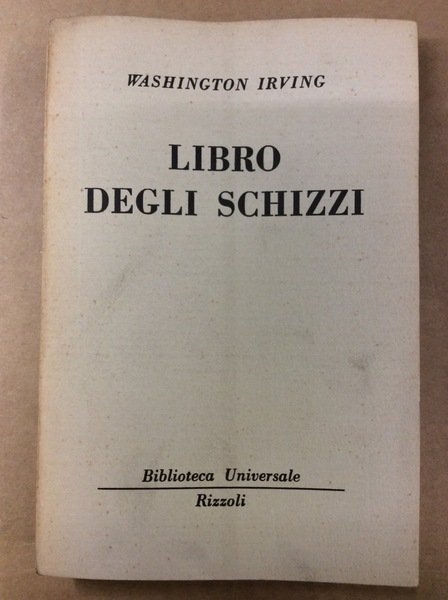 WASHINGTON IRVING
LIBRO
DEGLI SCHIZZI
Biblioteca Universale
Rizzoli